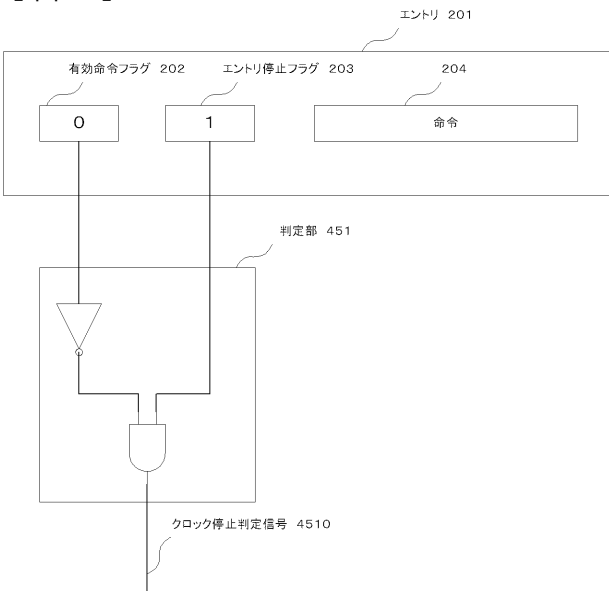 エントリ 201
有効命令フラグ 202
エントリ停止フラグ 203
204
0
1
命令
判定部 451
クロック停止判定信号 4510